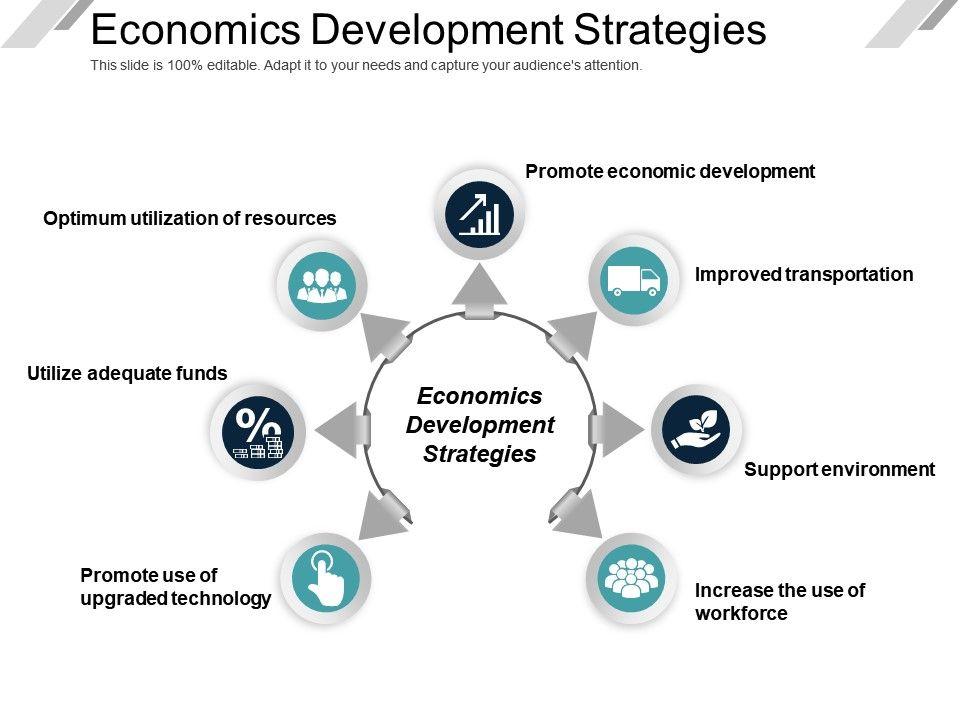 Economics Development Strategies
This slide is 100% editable. Adapt it to your needs and capture your audience's attention.
Promote economic development
Optimum utilization of resources
Improved transportation
Utilize adequate funds
%
Economics
Development
Strategies
Support environment
Promote use of
upgraded technology
Increase the use of
workforce